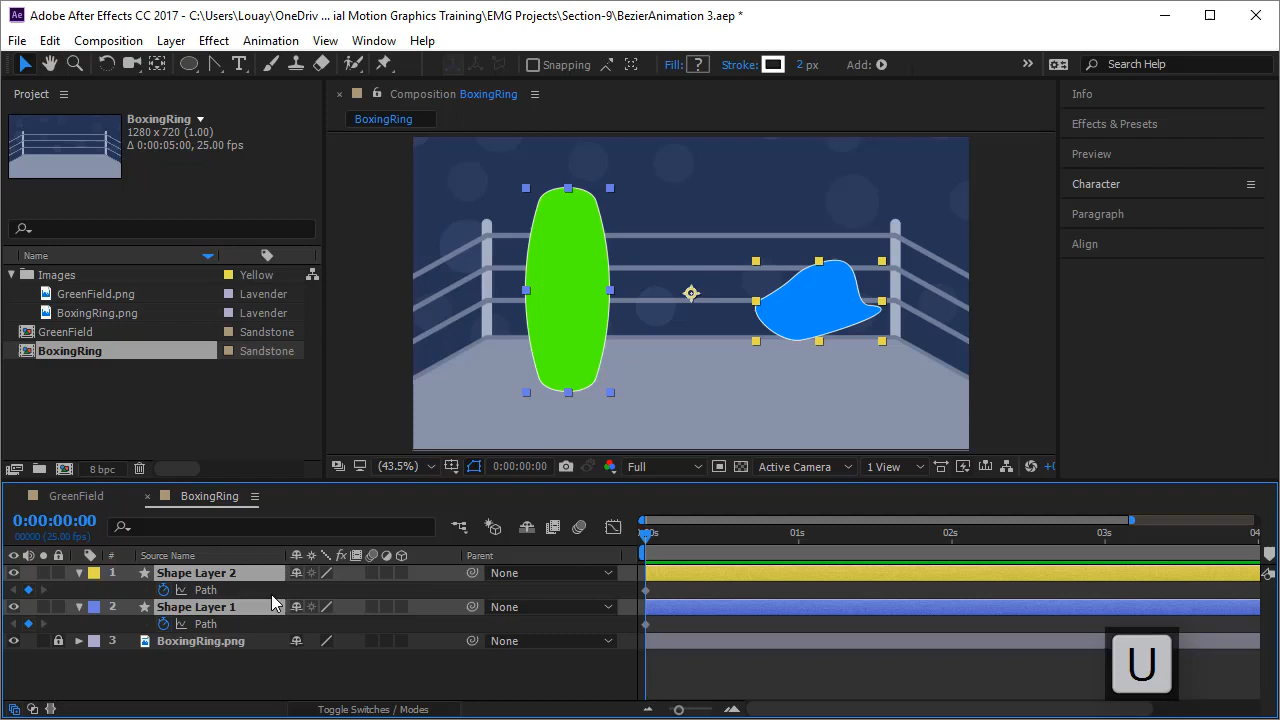 Adobe After Effects CC 2017 - C:\Users\Louay\OneDriv ... ial Motion Graphics Training\EMG Projects\Section-9\BezierAnimation 3.aep *
File Edit Composition Layer Effect Animation View Window Help
Snapping Fill: ? Stroke: 2 px Add: Search Help
Project
Composition BoxingRing
BoxingRing
BoxingRing
1280 x 720 (1.00)
Δ 0:00:05:00, 25.00 fps
Name
Images Yellow
GreenField.png Lavender
BoxingRing.png Lavender
GreenField Sandstone
BoxingRing Sandstone
8 bpc
(43.5%) 0:00:00:00 Full Active Camera 1 View +0
Info
Effects & Presets
Preview
Character
Paragraph
Align
GreenField BoxingRing
0:00:00:00
00000 (25.00 fps)
:00s 01s 02s 03s 04
# Source Name Parent
1 Shape Layer 2 None
Path
2 Shape Layer 1 None
Path
3 BoxingRing.png None
Toggle Switches / Modes
U